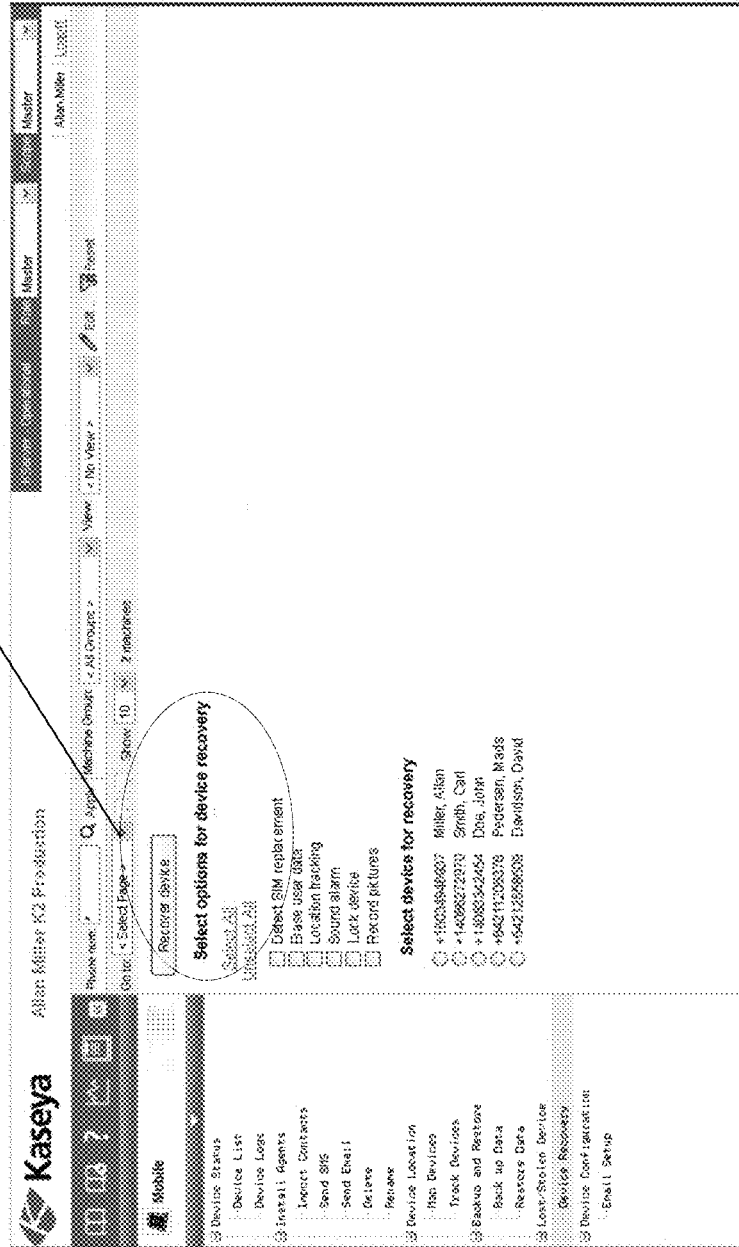 Kaseya
Allan Miller K2 Production
Master
Master
Allan Miller
Logoff
Apply
Machine Group:
< All Groups >
View:
< No View >
Edit...
Reset
Go to:
< Select Page >
Show
10
2 machines
Mobile
Device Status
Device List
Device Logs
Install Agents
Import Contacts
Send SMS
Send Email
Delete
Rename
Device Location
Map Devices
Track Devices
Backup and Restore
Back up Data
Restore Data
Lost/Stolen Device
Device Recovery
Device Configuration
Email Setup
Recover device
Select options for device recovery
Select All
Unselect All
Detect SIM replacement
Erase user data
Location tracking
Sound alarm
Lock device
Record pictures
Select device for recovery
Miller, Allan
Smith, Carl
Doe, John
Pedersen, Mads
Davidson, David